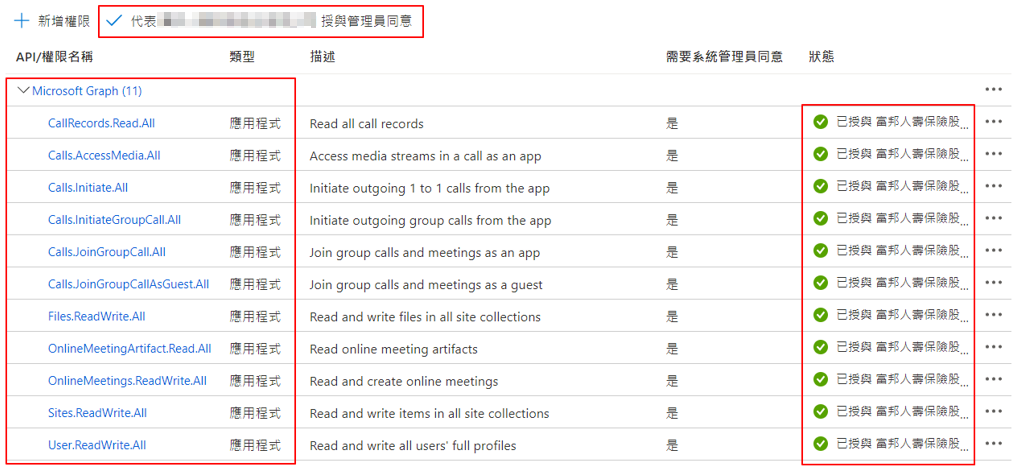 ＋ 新增權限 ✓ 代表 授與管理員同意
API/權限名稱 類型 描述 需要系統管理員同意 狀態
Microsoft Graph (11) ...
CallRecords.Read.All 應用程式 Read all call records 是 已授與 富邦人壽保險股... ...
Calls.AccessMedia.All 應用程式 Access media streams in a call as an app 是 已授與 富邦人壽保險股... ...
Calls.Initiate.All 應用程式 Initiate outgoing 1 to 1 calls from the app 是 已授與 富邦人壽保險股... ...
Calls.InitiateGroupCall.All 應用程式 Initiate outgoing group calls from the app 是 已授與 富邦人壽保險股... ...
Calls.JoinGroupCall.All 應用程式 Join group calls and meetings as an app 是 已授與 富邦人壽保險股... ...
Calls.JoinGroupCallAsGuest.All 應用程式 Join group calls and meetings as a guest 是 已授與 富邦人壽保險股... ...
Files.ReadWrite.All 應用程式 Read and write files in all site collections 是 已授與 富邦人壽保險股... ...
OnlineMeetingArtifact.Read.All 應用程式 Read online meeting artifacts 是 已授與 富邦人壽保險股... ...
OnlineMeetings.ReadWrite.All 應用程式 Read and create online meetings 是 已授與 富邦人壽保險股... ...
Sites.ReadWrite.All 應用程式 Read and write items in all site collections 是 已授與 富邦人壽保險股... ...
User.ReadWrite.All 應用程式 Read and write all users' full profiles 是 已授與 富邦人壽保險股... ...